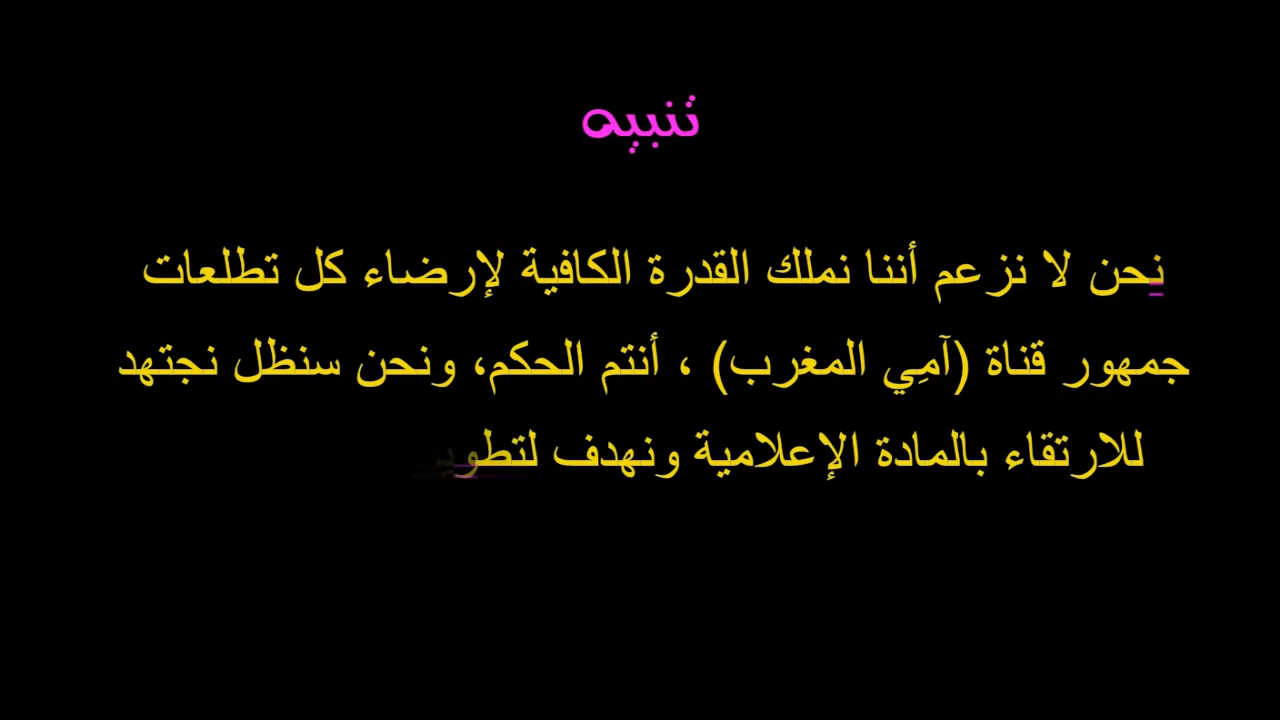 تنبيه
نحن لا نزعم أننا نملك القدرة الكافية لإرضاء كل تطلعات
جمهور قناة (آمِي المغرب) ، أنتم الحكم، ونحن سنظل نجتهد
للارتقاء بالمادة الإعلامية ونهدف لتطوير